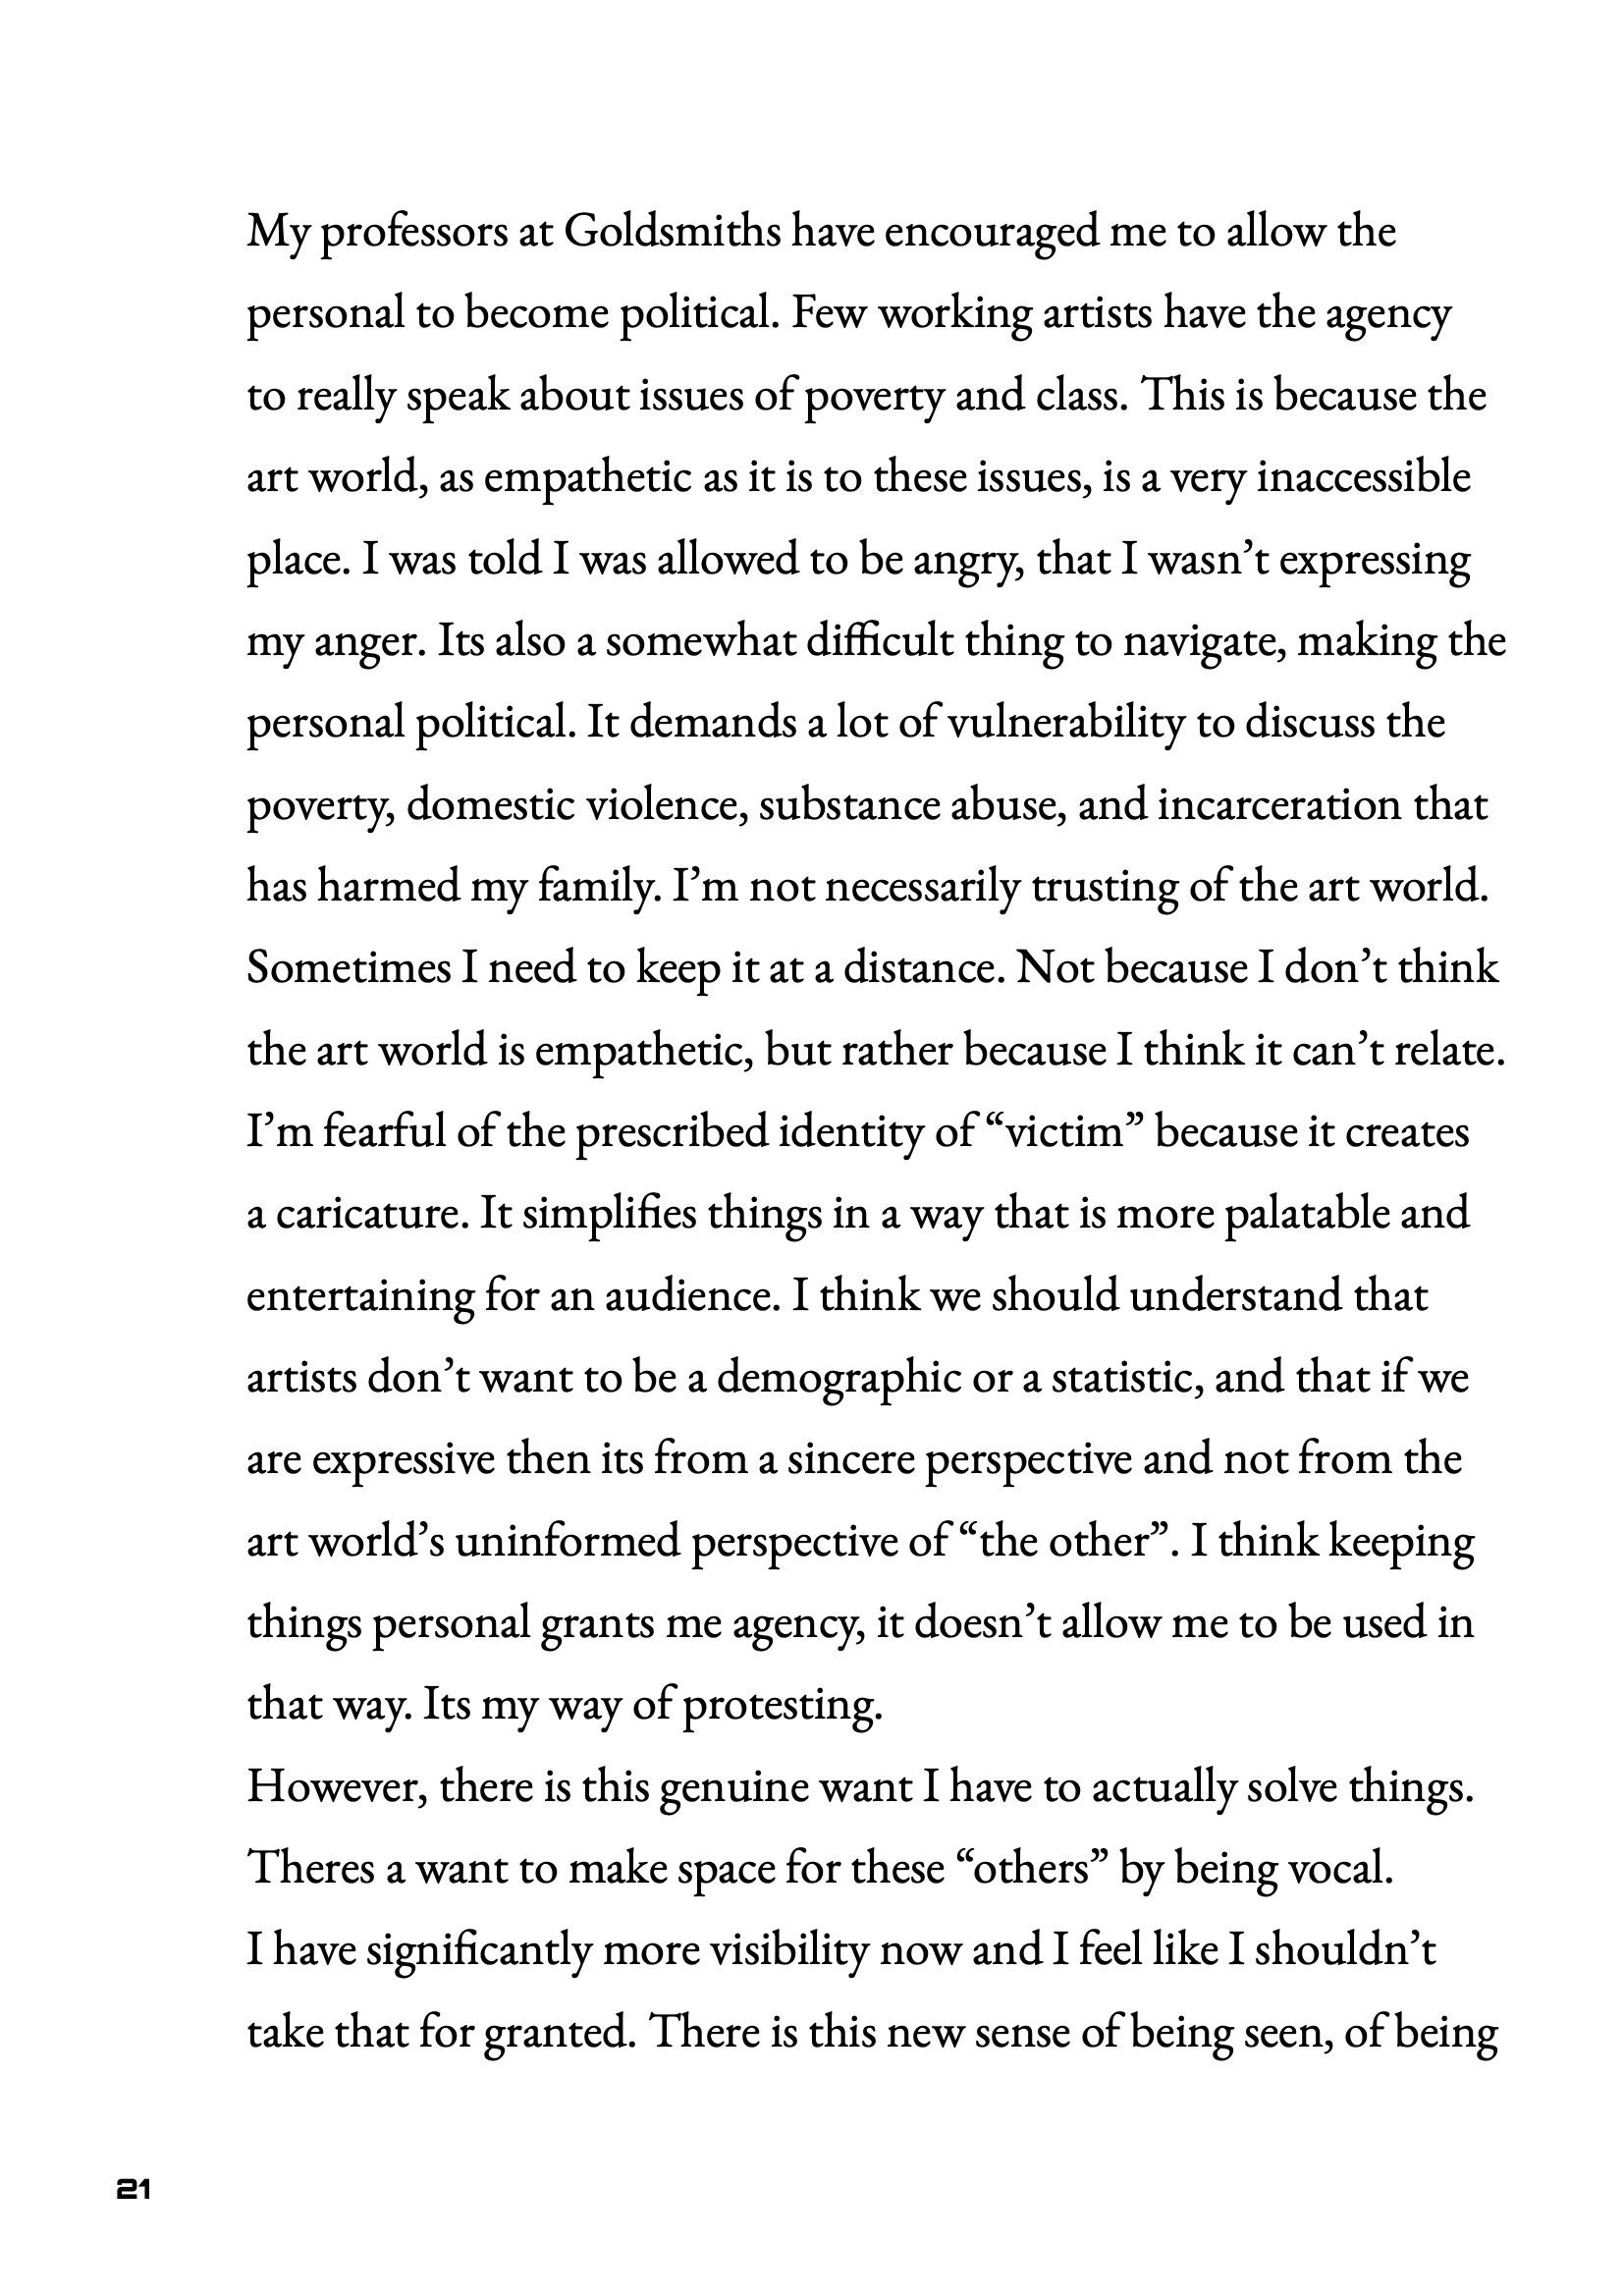 My professors at Goldsmiths have encouraged me to allow the
personal to become political. Few working artists have the agency
to really speak about issues of poverty and class. This is because the
art world, as empathetic as it is to these issues, is a very inaccessible
place. I was told I was allowed to be angry, that I wasn’t expressing
my anger. Its also a somewhat difficult thing to navigate, making the
personal political. It demands a lot of vulnerability to discuss the
poverty, domestic violence, substance abuse, and incarceration that
has harmed my family. I’m not necessarily trusting of the art world.
Sometimes I need to keep it at a distance. Not because I don’t think
the art world is empathetic, but rather because I think it can’t relate.
I’m fearful of the prescribed identity of “victim” because it creates
a caricature. It simplifies things in a way that is more palatable and
entertaining for an audience. I think we should understand that
artists don’t want to be a demographic or a statistic, and that if we
are expressive then its from a sincere perspective and not from the
art world’s uninformed perspective of “the other”. I think keeping
things personal grants me agency, it doesn’t allow me to be used in
that way. Its my way of protesting.
However, there is this genuine want I have to actually solve things.
Theres a want to make space for these “others” by being vocal.
I have significantly more visibility now and I feel like I shouldn’t
take that for granted. There is this new sense of being seen, of being
21